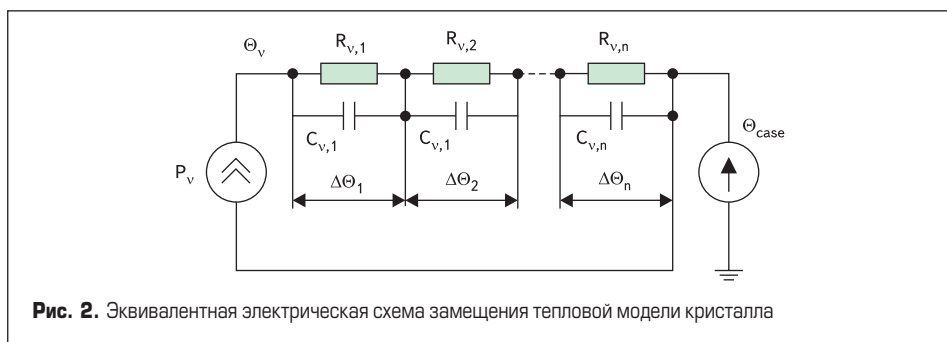 Θν
Rν,1
Rν,2
Rν,n
Cν,1
Cν,1
Cν,n
Θcase
Pν
ΔΘ1
ΔΘ2
ΔΘn
Рис. 2. Эквивалентная электрическая схема замещения тепловой модели кристалла